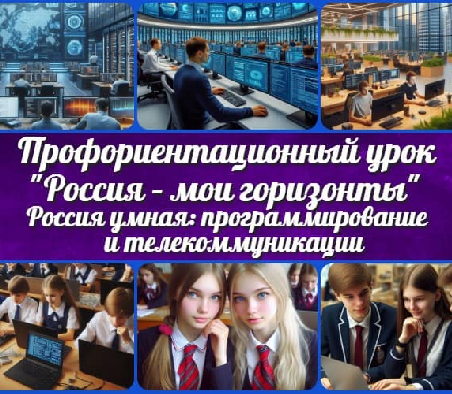 Профориентационный урок
"Россия – мои горизонты"
Россия умная: программирование
и телекоммуникации